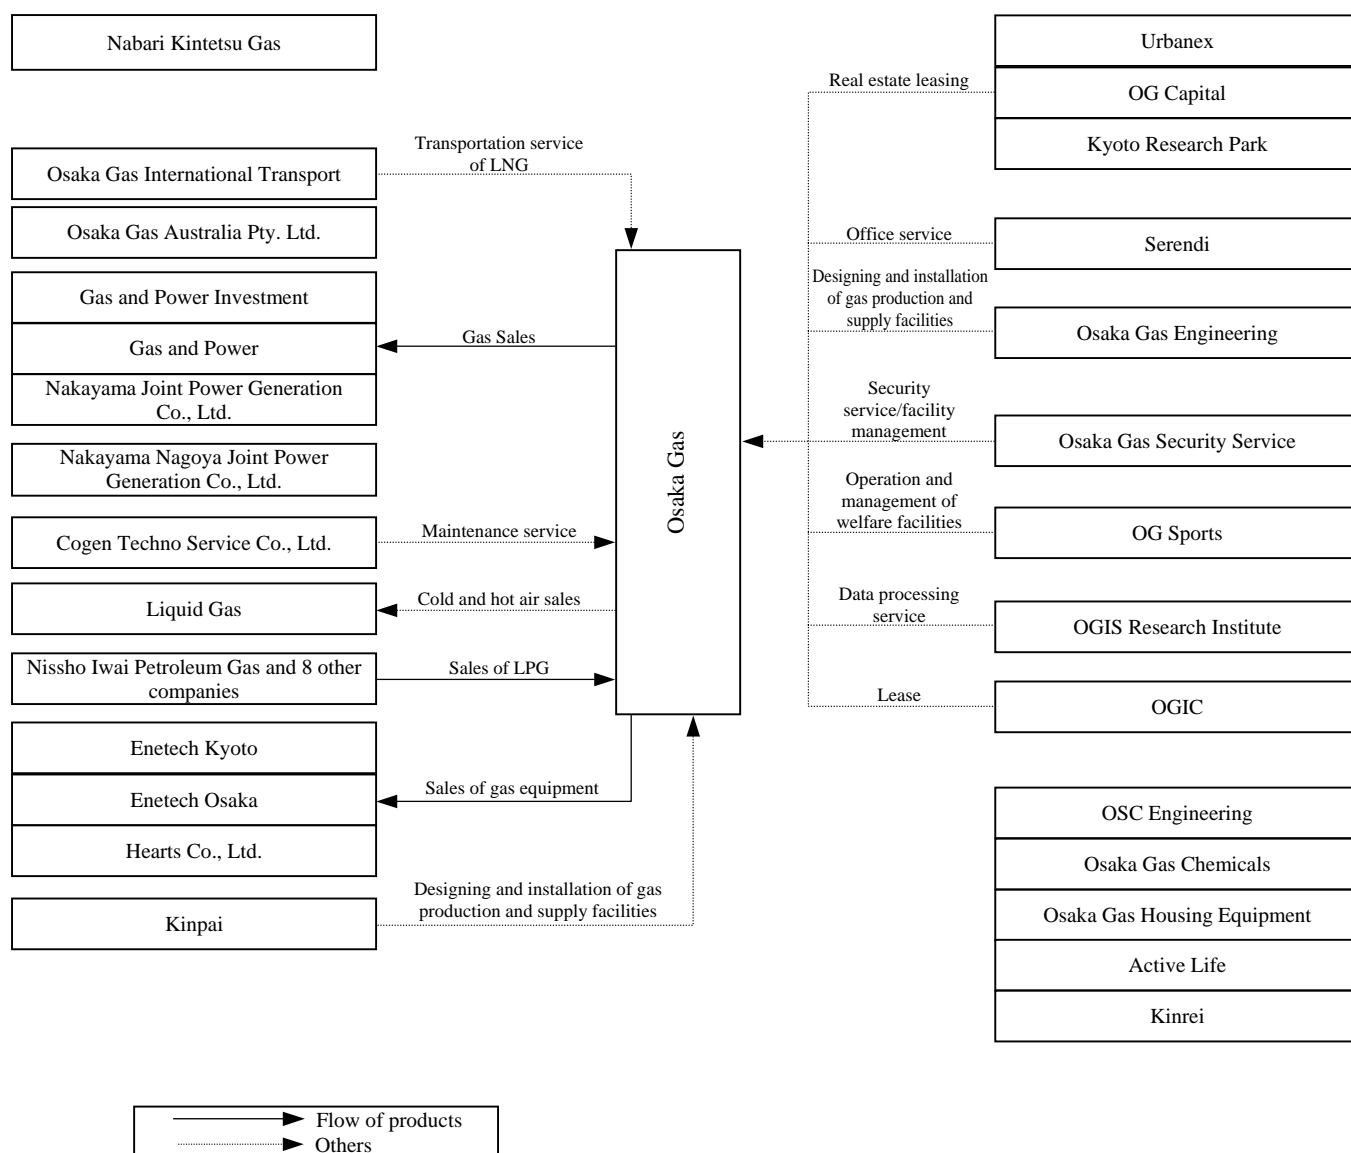 Nabari Kintetsu Gas
Osaka Gas International Transport
Osaka Gas Australia Pty. Ltd.
Gas and Power Investment
Gas and Power
Nakayama Joint Power Generation
Co., Ltd.
Nakayama Nagoya Joint Power
Generation Co., Ltd.
Cogen Techno Service Co., Ltd.
Liquid Gas
Nissho Iwai Petroleum Gas and 8 other
companies
Enetech Kyoto
Enetech Osaka
Hearts Co., Ltd.
Kinpai
Transportation service
of LNG
Gas Sales
Maintenance service
Cold and hot air sales
Sales of LPG
Sales of gas equipment
Designing and installation of gas
production and supply facilities
Osaka Gas
Real estate leasing
Office service
Designing and installation
of gas production and
supply facilities
Security
service/facility
management
Operation and
management of
welfare facilities
Data processing
service
Lease
Urbanex
OG Capital
Kyoto Research Park
Serendi
Osaka Gas Engineering
Osaka Gas Security Service
OG Sports
OGIS Research Institute
OGIC
OSC Engineering
Osaka Gas Chemicals
Osaka Gas Housing Equipment
Active Life
Kinrei
Flow of products
Others